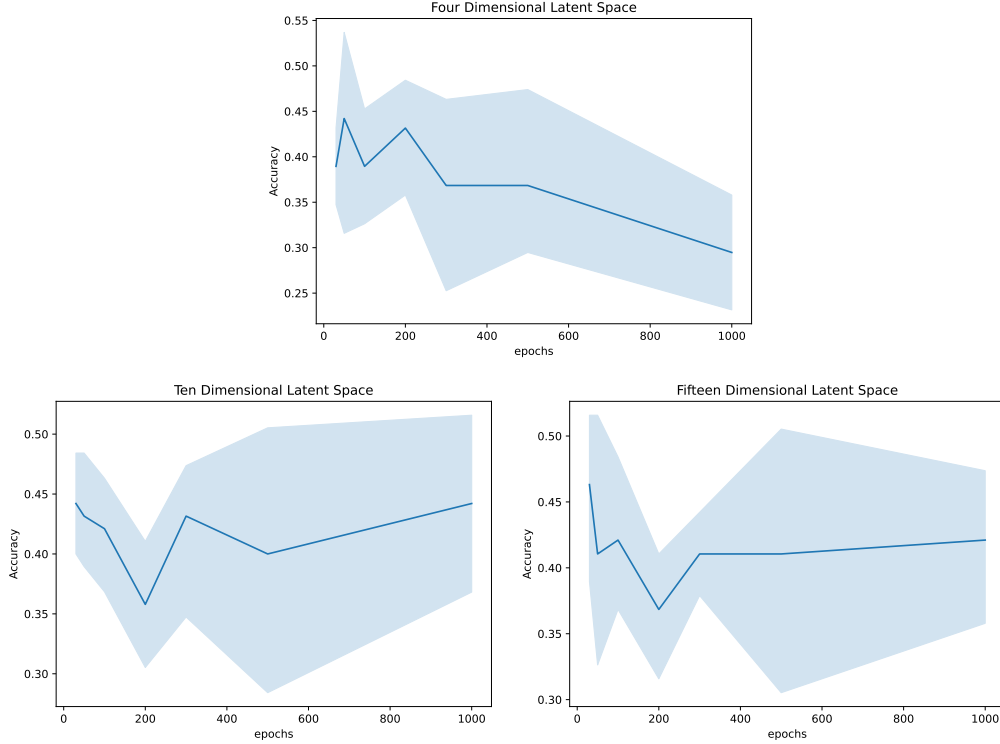 Four Dimensional Latent Space
0.55
0.50
0.45
0.40
0.35
0.30
0.25
Accuracy
0 200 400 600 800 1000
epochs
Ten Dimensional Latent Space
0.50
0.45
0.40
0.35
0.30
Accuracy
0 200 400 600 800 1000
epochs
Fifteen Dimensional Latent Space
0.50
0.45
0.40
0.35
0.30
Accuracy
0 200 400 600 800 1000
epochs